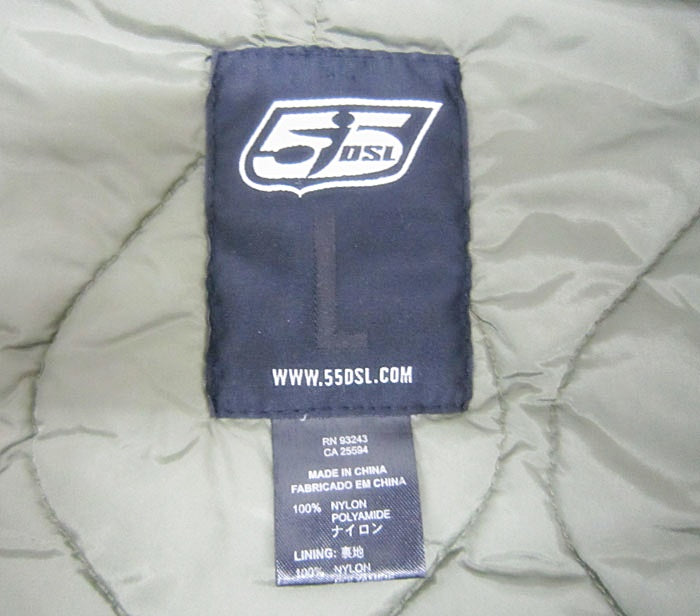 55 DSL
L
WWW.55DSL.COM
RN 93243
CA 25594
MADE IN CHINA
FABRICADO EM CHINA
100% NYLON
POLYAMIDE
ナイロン
LINING: 裏地
100% NYLON